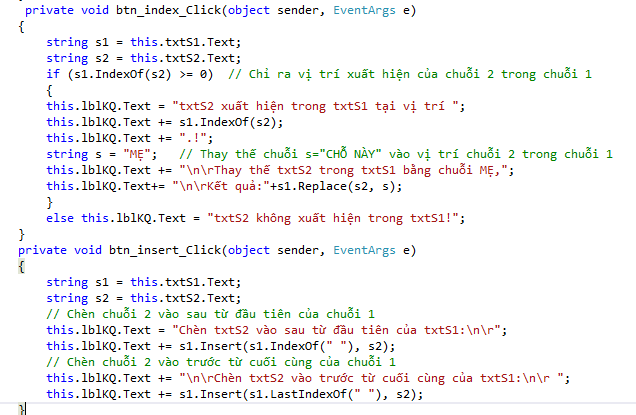 private void btn_index_Click(object sender, EventArgs e)
{
string s1 = this.txtS1.Text;
string s2 = this.txtS2.Text;
if (s1.IndexOf(s2) >= 0)  // Chỉ ra vị trí xuất hiện của chuỗi 2 trong chuỗi 1
{
this.lblKQ.Text = "txtS2 xuất hiện trong txtS1 tại vị trí ";
this.lblKQ.Text += s1.IndexOf(s2);
this.lblKQ.Text += ".!";
string s = "MẸ";   // Thay thế chuỗi s="CHỖ NÀY" vào vị trí chuỗi 2 trong chuỗi 1
this.lblKQ.Text += "\n\rThay thế txtS2 trong txtS1 bằng chuỗi MẸ,";
this.lblKQ.Text+= "\n\rKết quả:"+s1.Replace(s2, s);
}
else this.lblKQ.Text = "txtS2 không xuất hiện trong txtS1!";
}
private void btn_insert_Click(object sender, EventArgs e)
{
string s1 = this.txtS1.Text;
string s2 = this.txtS2.Text;
// Chèn chuỗi 2 vào sau từ đầu tiên của chuỗi 1
this.lblKQ.Text = "Chèn txtS2 vào sau từ đầu tiên của txtS1:\n\r";
this.lblKQ.Text += s1.Insert(s1.IndexOf(" "), s2);
// Chèn chuỗi 2 vào trước từ cuối cùng của chuỗi 1
this.lblKQ.Text += "\n\rChèn txtS2 vào trước từ cuối cùng của txtS1:\n\r ";
this.lblKQ.Text += s1.Insert(s1.LastIndexOf(" "), s2);
}